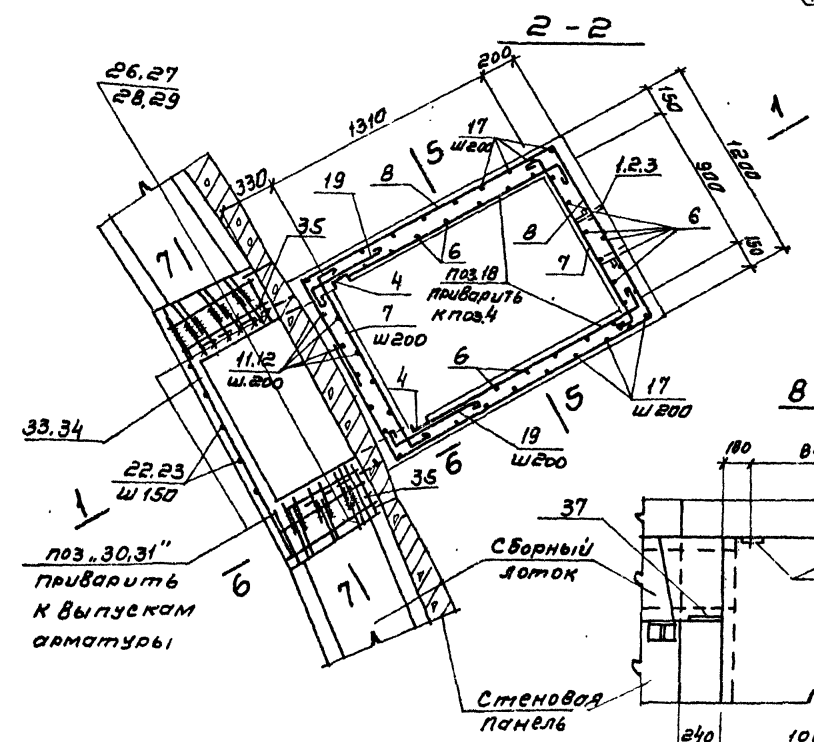 2-2
26.27
28.29
200
1310
330
150
1
1200
900
150
17
ш200
5
8
19
1.2.3
6
35
7
6
8
7
4
поз.18
приварить
к поз.4
7
ш200
11.12
ш.200
6
4
5
17
ш200
33.34
22.23
ш150
19
ш200
6
35
1
поз „30,31"
приварить
к выпускам
арматуры
6
7
Сборный
лоток
Стеновая
панель
37
180
8
240